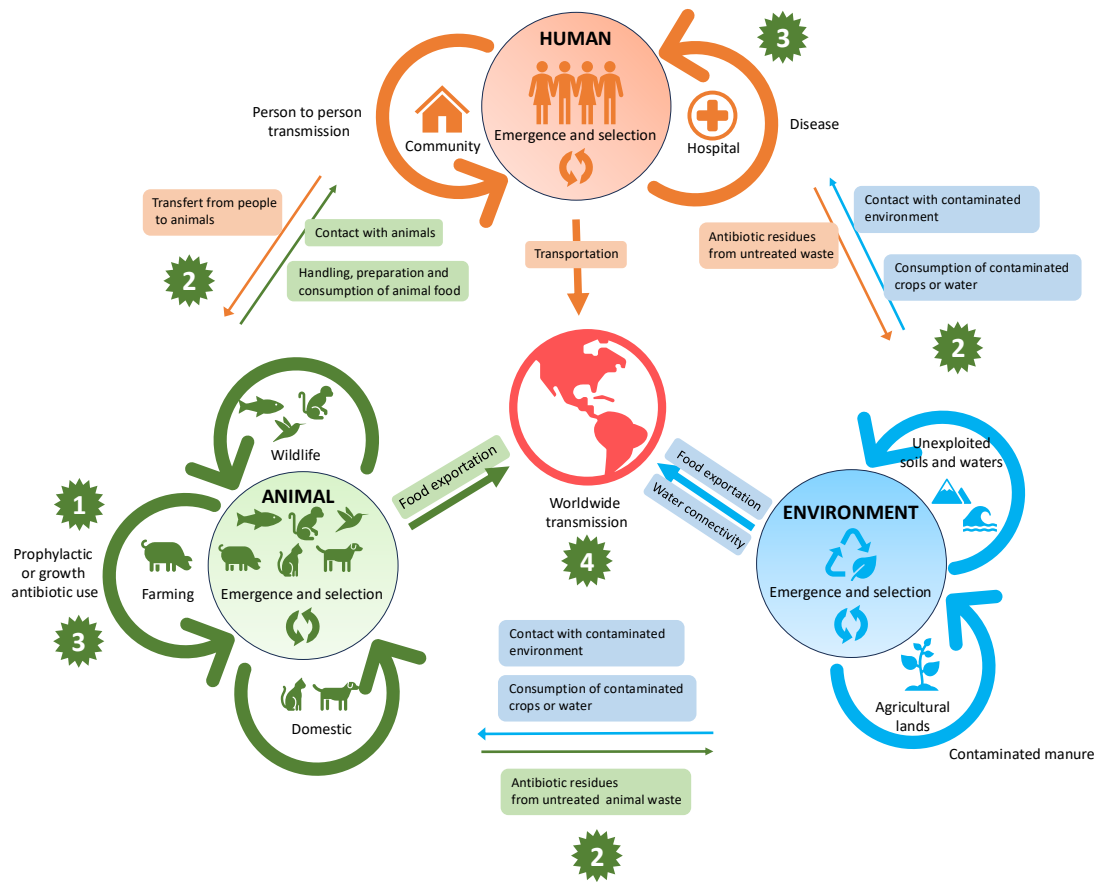 HUMAN
Emergence and selection
Community
Hospital
3
Person to person
transmission
Disease
Transfert from people
to animals
Contact with animals
Handling, preparation and
consumption of animal food
2
Transportation
Antibiotic residues
from untreated waste
Contact with contaminated
environment
Consumption of contaminated
crops or water
2
Wildlife
ANIMAL
Emergence and selection
1
Prophylactic
or growth
antibiotic use
3
Farming
Domestic
Food exportation
Worldwide
transmission
4
Food exportation
Water connectivity
Unexploited
soils and waters
ENVIRONMENT
Emergence and selection
Agricultural
lands
Contaminated manure
Contact with contaminated
environment
Consumption of contaminated
crops or water
Antibiotic residues
from untreated animal waste
2